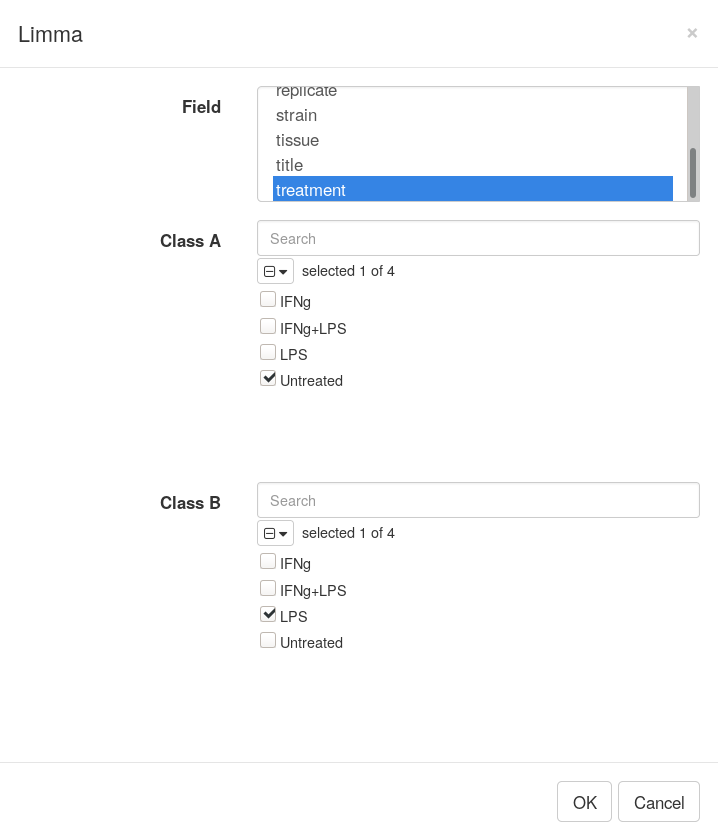 Limma
×
Field
replicate
strain
tissue
title
treatment
Class A
Search
selected 1 of 4
IFNg
IFNg+LPS
LPS
Untreated
Class B
Search
selected 1 of 4
IFNg
IFNg+LPS
LPS
Untreated
OK Cancel